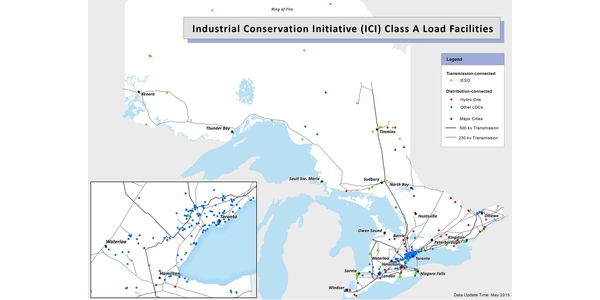 Ring of Fire
Industrial Conservation Initiative (ICI) Class A Load Facilities
Legend
Transmission-connected
IESO
Distribution-connected
Hydro One
Other LDCs
Major Cities
500 kv Transmission
230 kv Transmission
Kenora
Thunder Bay
Timmins
Sault Ste. Marie
Sudbury
North Bay
Huntsville
Ottawa
Owen Sound
Barrie
Kingston
Peterborough
Waterloo
Toronto
Hamilton
Sarnia
London
Niagara Falls
Windsor
Toronto
Waterloo
Hamilton
Data Update Time: May 2019